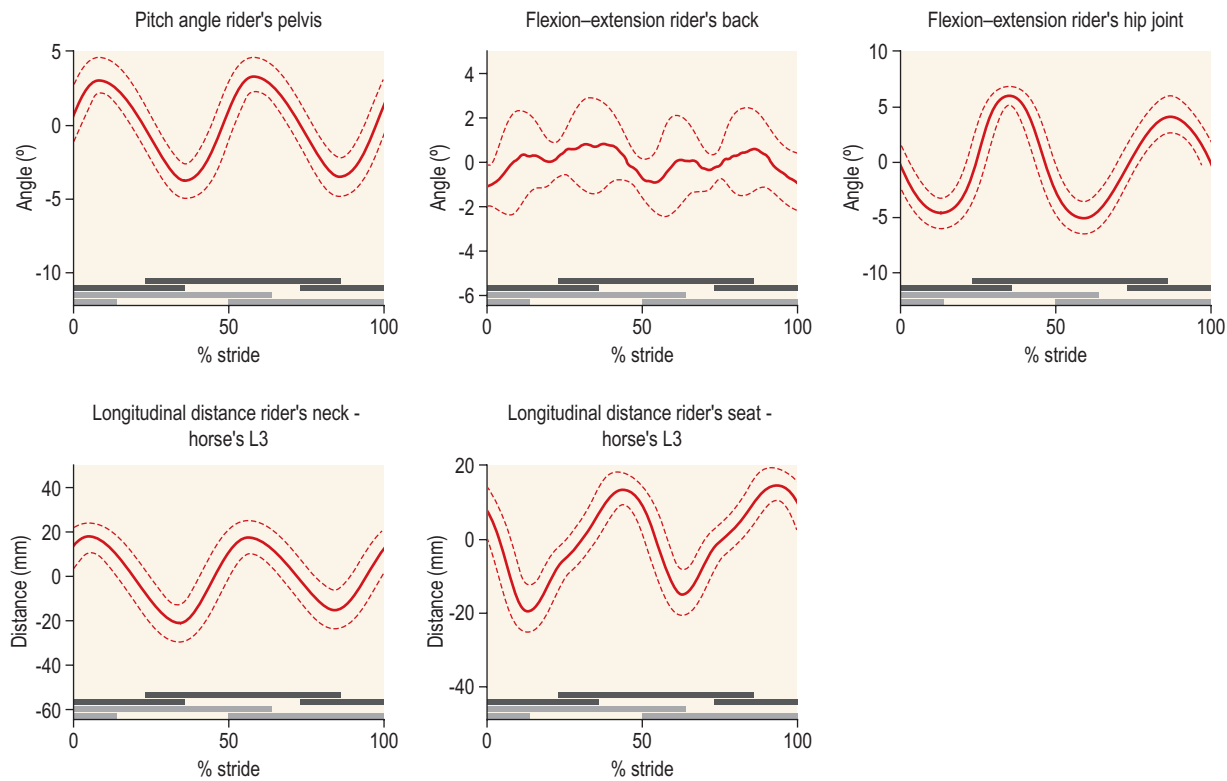 Pitch angle rider's pelvis
5
0
-5
-10
Angle (º)
0
50
100
% stride
Flexion–extension rider's back
4
2
0
-2
-4
-6
Angle (º)
0
50
100
% stride
Flexion–extension rider's hip joint
10
5
0
-5
-10
Angle (º)
0
50
100
% stride
Longitudinal distance rider's neck -
horse's L3
40
20
0
-20
-40
-60
Distance (mm)
0
50
100
% stride
Longitudinal distance rider's seat -
horse's L3
20
0
-20
-40
Distance (mm)
0
50
100
% stride